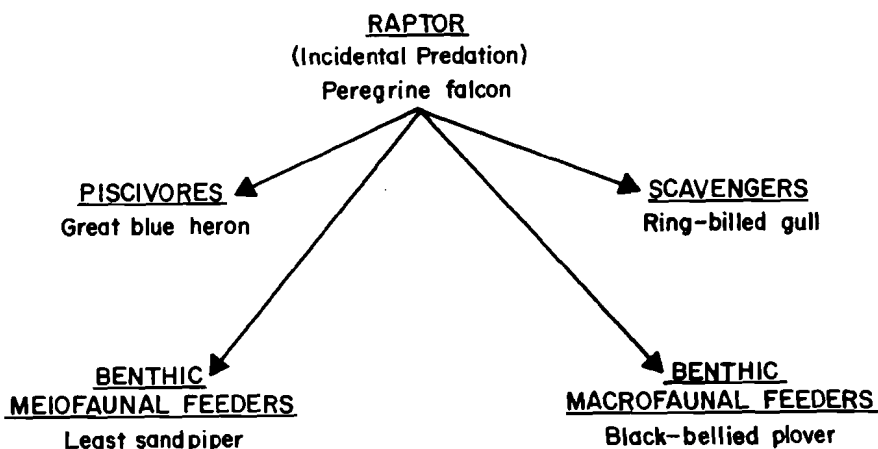 RAPTOR
(Incidental Predation)
Peregrine falcon
PISCIVORES
Great blue heron
SCAVENGERS
Ring-billed gull
BENTHIC
MEIOFAUNAL FEEDERS
Least sandpiper
BENTHIC
MACROFAUNAL FEEDERS
Black-bellied plover